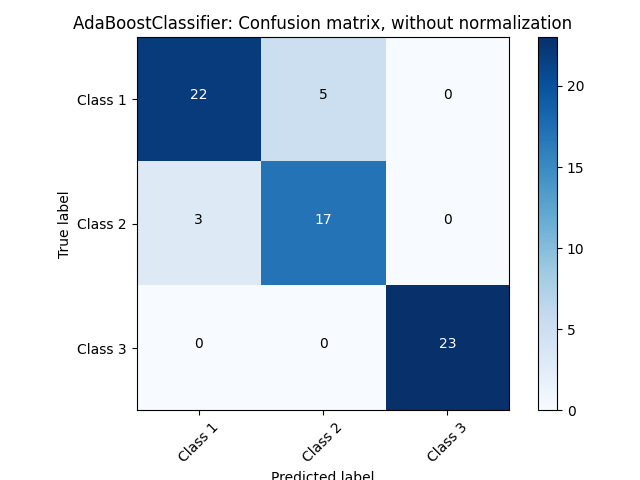 AdaBoostClassifier: Confusion matrix, without normalization
Class 1
22
5
0
Class 2
3
17
0
Class 3
0
0
23
True label
Class 1
Class 2
Class 3
Predicted label
20
15
10
5
0